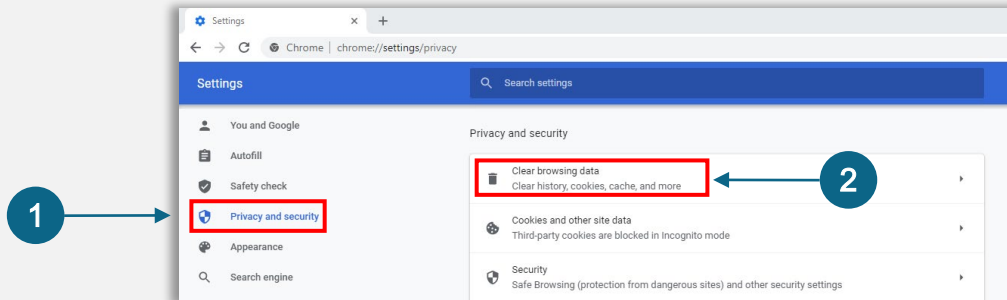 Settings
Chrome | chrome://settings/privacy
Settings
Search settings
You and Google
Autofill
Safety check
Privacy and security
Appearance
Search engine
Privacy and security
Clear browsing data
Clear history, cookies, cache, and more
Cookies and other site data
Third-party cookies are blocked in Incognito mode
Security
Safe Browsing (protection from dangerous sites) and other security settings
1
2